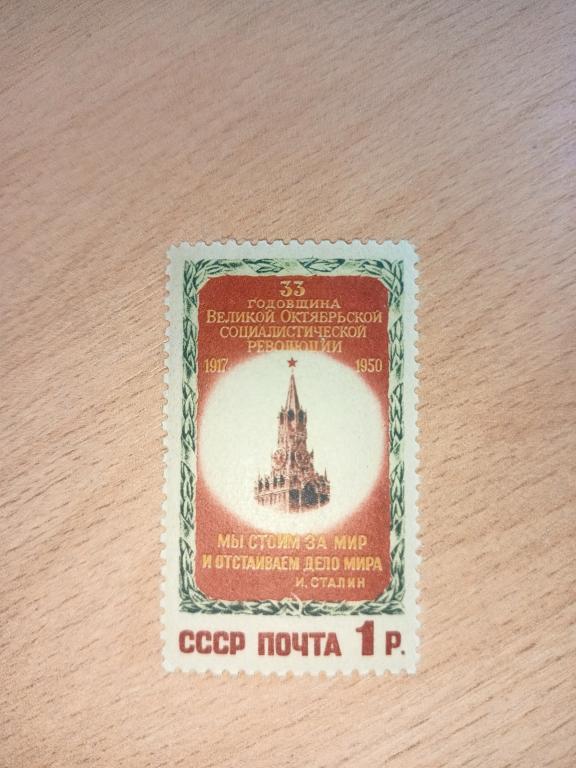 33
ГОДОВЩИНА
ВЕЛИКОЙ ОКТЯБРЬСКОЙ
СОЦИАЛИСТИЧЕСКОЙ
РЕВОЛЮЦИИ
1917 1950
МЫ СТОИМ ЗА МИР
И ОТСТАИВАЕМ ДЕЛО МИРА
И. СТАЛИН
СССР ПОЧТА 1 Р.